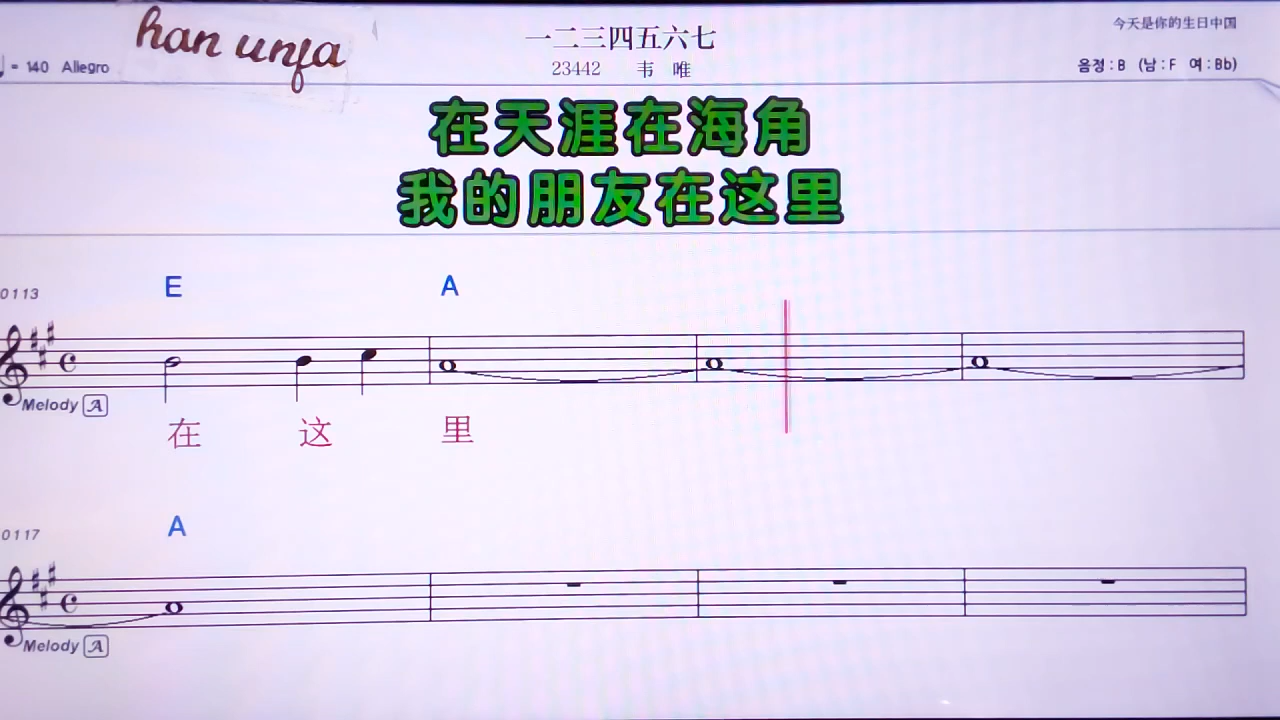 han unfa
一二三四五六七
今天是你的生日中国
♩ = 140 Allegro
23442 韦 唯
음정 : B (남 : F 여 : Bb)
在天涯在海角
我的朋友在这里
0113
E A
Melody A
在 这 里
0117
A
Melody A